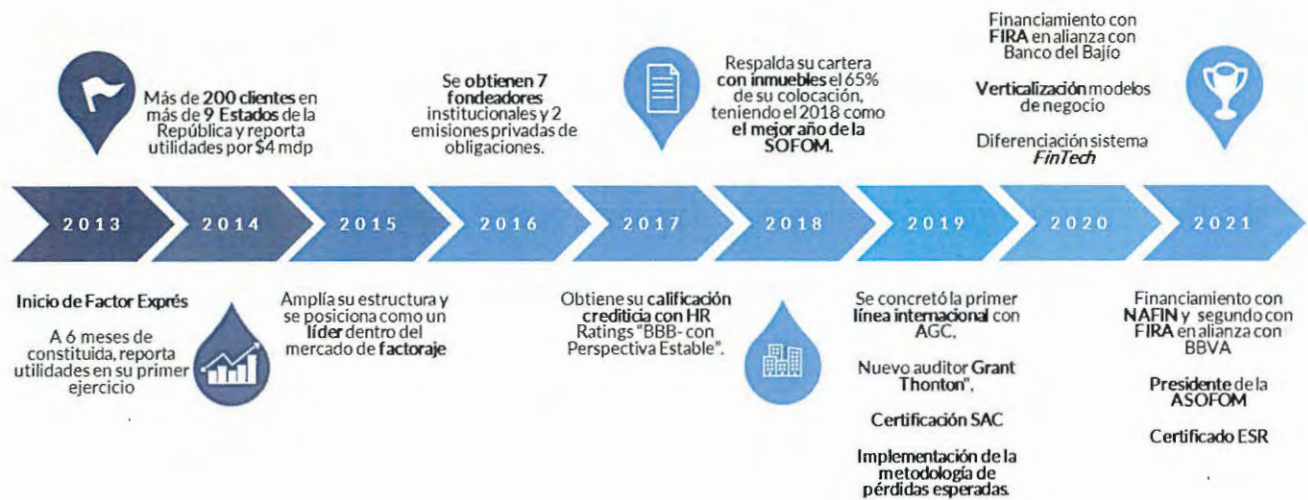 Más de 200 clientes en
más de 9 Estados de la
República y reporta
utilidades por $4 mdp
Se obtienen 7
fondeadores
institucionales y 2
emisiones privadas de
obligaciones.
Respalda su cartera
con inmuebles el 65%
de su colocación,
teniendo el 2018 como
el mejor año de la
SOFOM.
Financiamiento con
FIRA en alianza con
Banco del Bajío
Verticalización modelos
de negocio
Diferenciación sistema
FinTech
2013
2014
2015
2016
2017
2018
2019
2020
2021
Inicio de Factor Exprés
A 6 meses de
constituida, reporta
utilidades en su primer
ejercicio
Amplía su estructura y
se posiciona como un
líder dentro del
mercado de factoraje
Obtiene su calificación
crediticia con HR
Ratings "BBB- con
Perspectiva Estable".
Se concretó la primer
línea internacional con
AGC,
Nuevo auditor Grant
Thonton",
Certificación SAC
Implementación de la
metodología de
pérdidas esperadas.
Financiamiento con
NAFIN y segundo con
FIRA en alianza con
BBVA
Presidente de la
ASOFOM
Certificado ESR